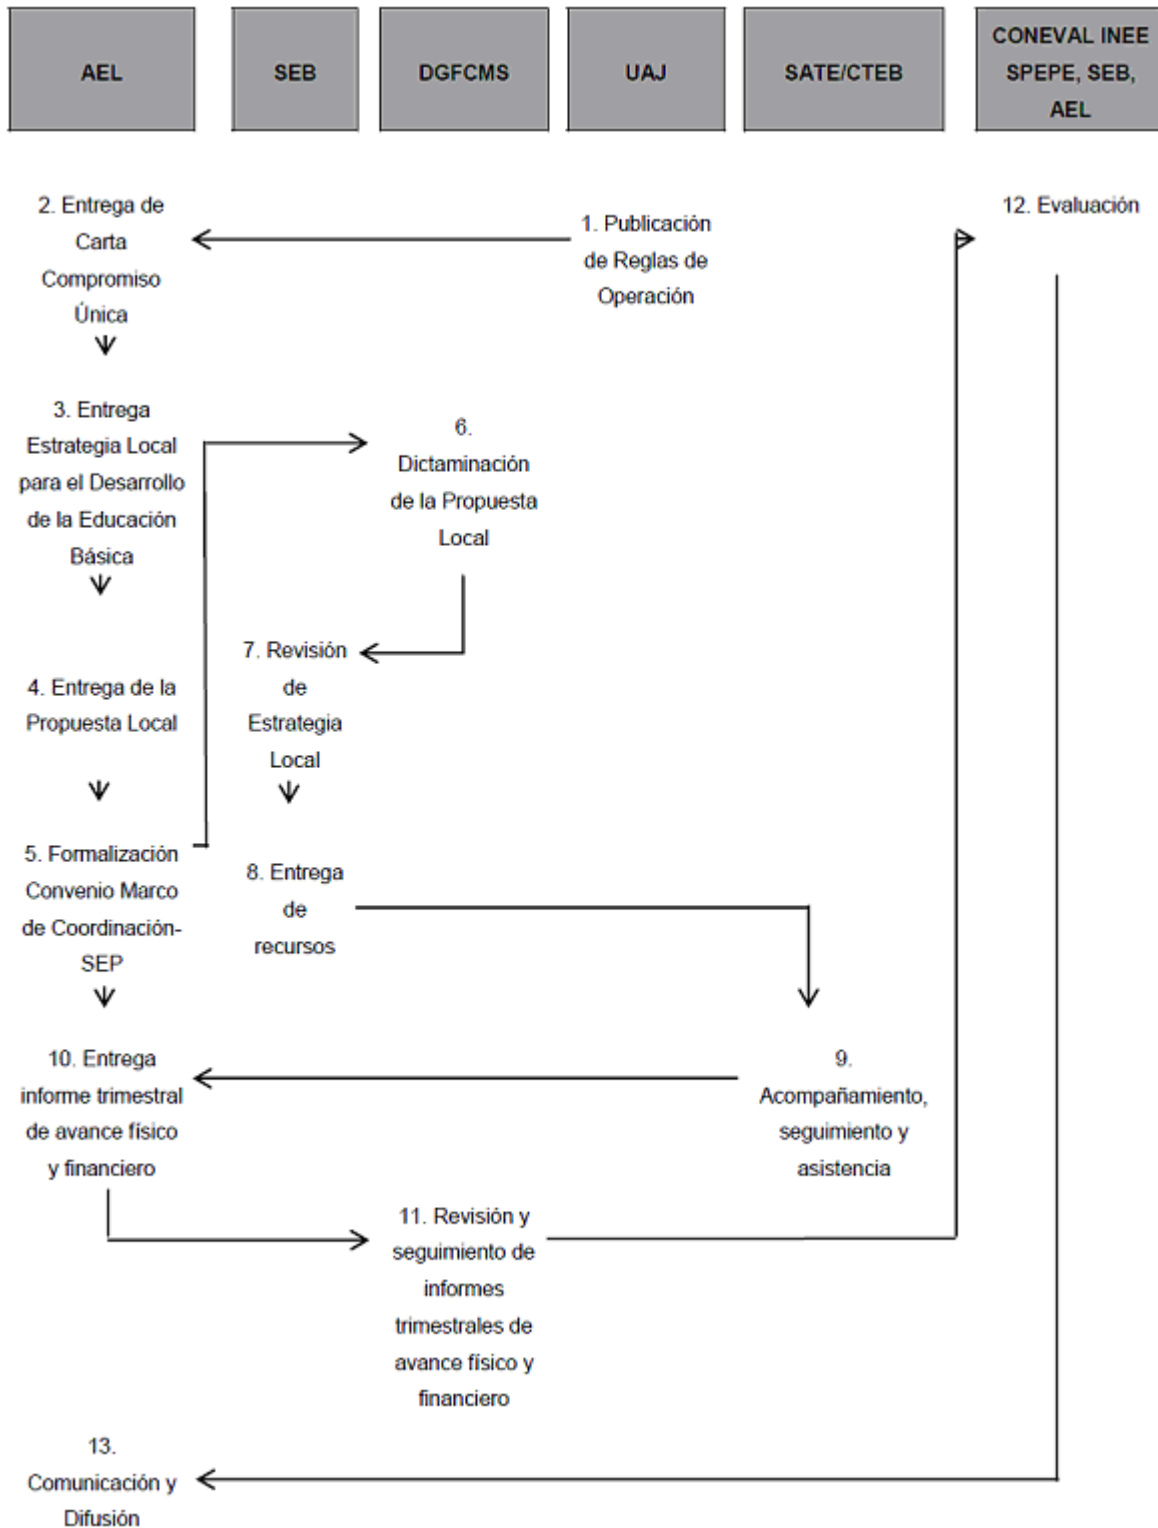 AEL
SEB
DGFCMS
UAJ
SATE/CTEB
CONEVAL INEE
SPEPE, SEB,
AEL
2. Entrega de
Carta
Compromiso
Única
1. Publicación
de Reglas de
Operación
12. Evaluación
3. Entrega
Estrategia Local
para el Desarrollo
de la Educación
Básica
6.
Dictaminación
de la Propuesta
Local
4. Entrega de la
Propuesta Local
7. Revisión
de
Estrategia
Local
5. Formalización
Convenio Marco
de Coordinación-
SEP
8. Entrega
de
recursos
10. Entrega
informe trimestral
de avance físico
y financiero
9.
Acompañamiento,
seguimiento y
asistencia
11. Revisión y
seguimiento de
informes
trimestrales de
avance físico y
financiero
13.
Comunicación y
Difusión